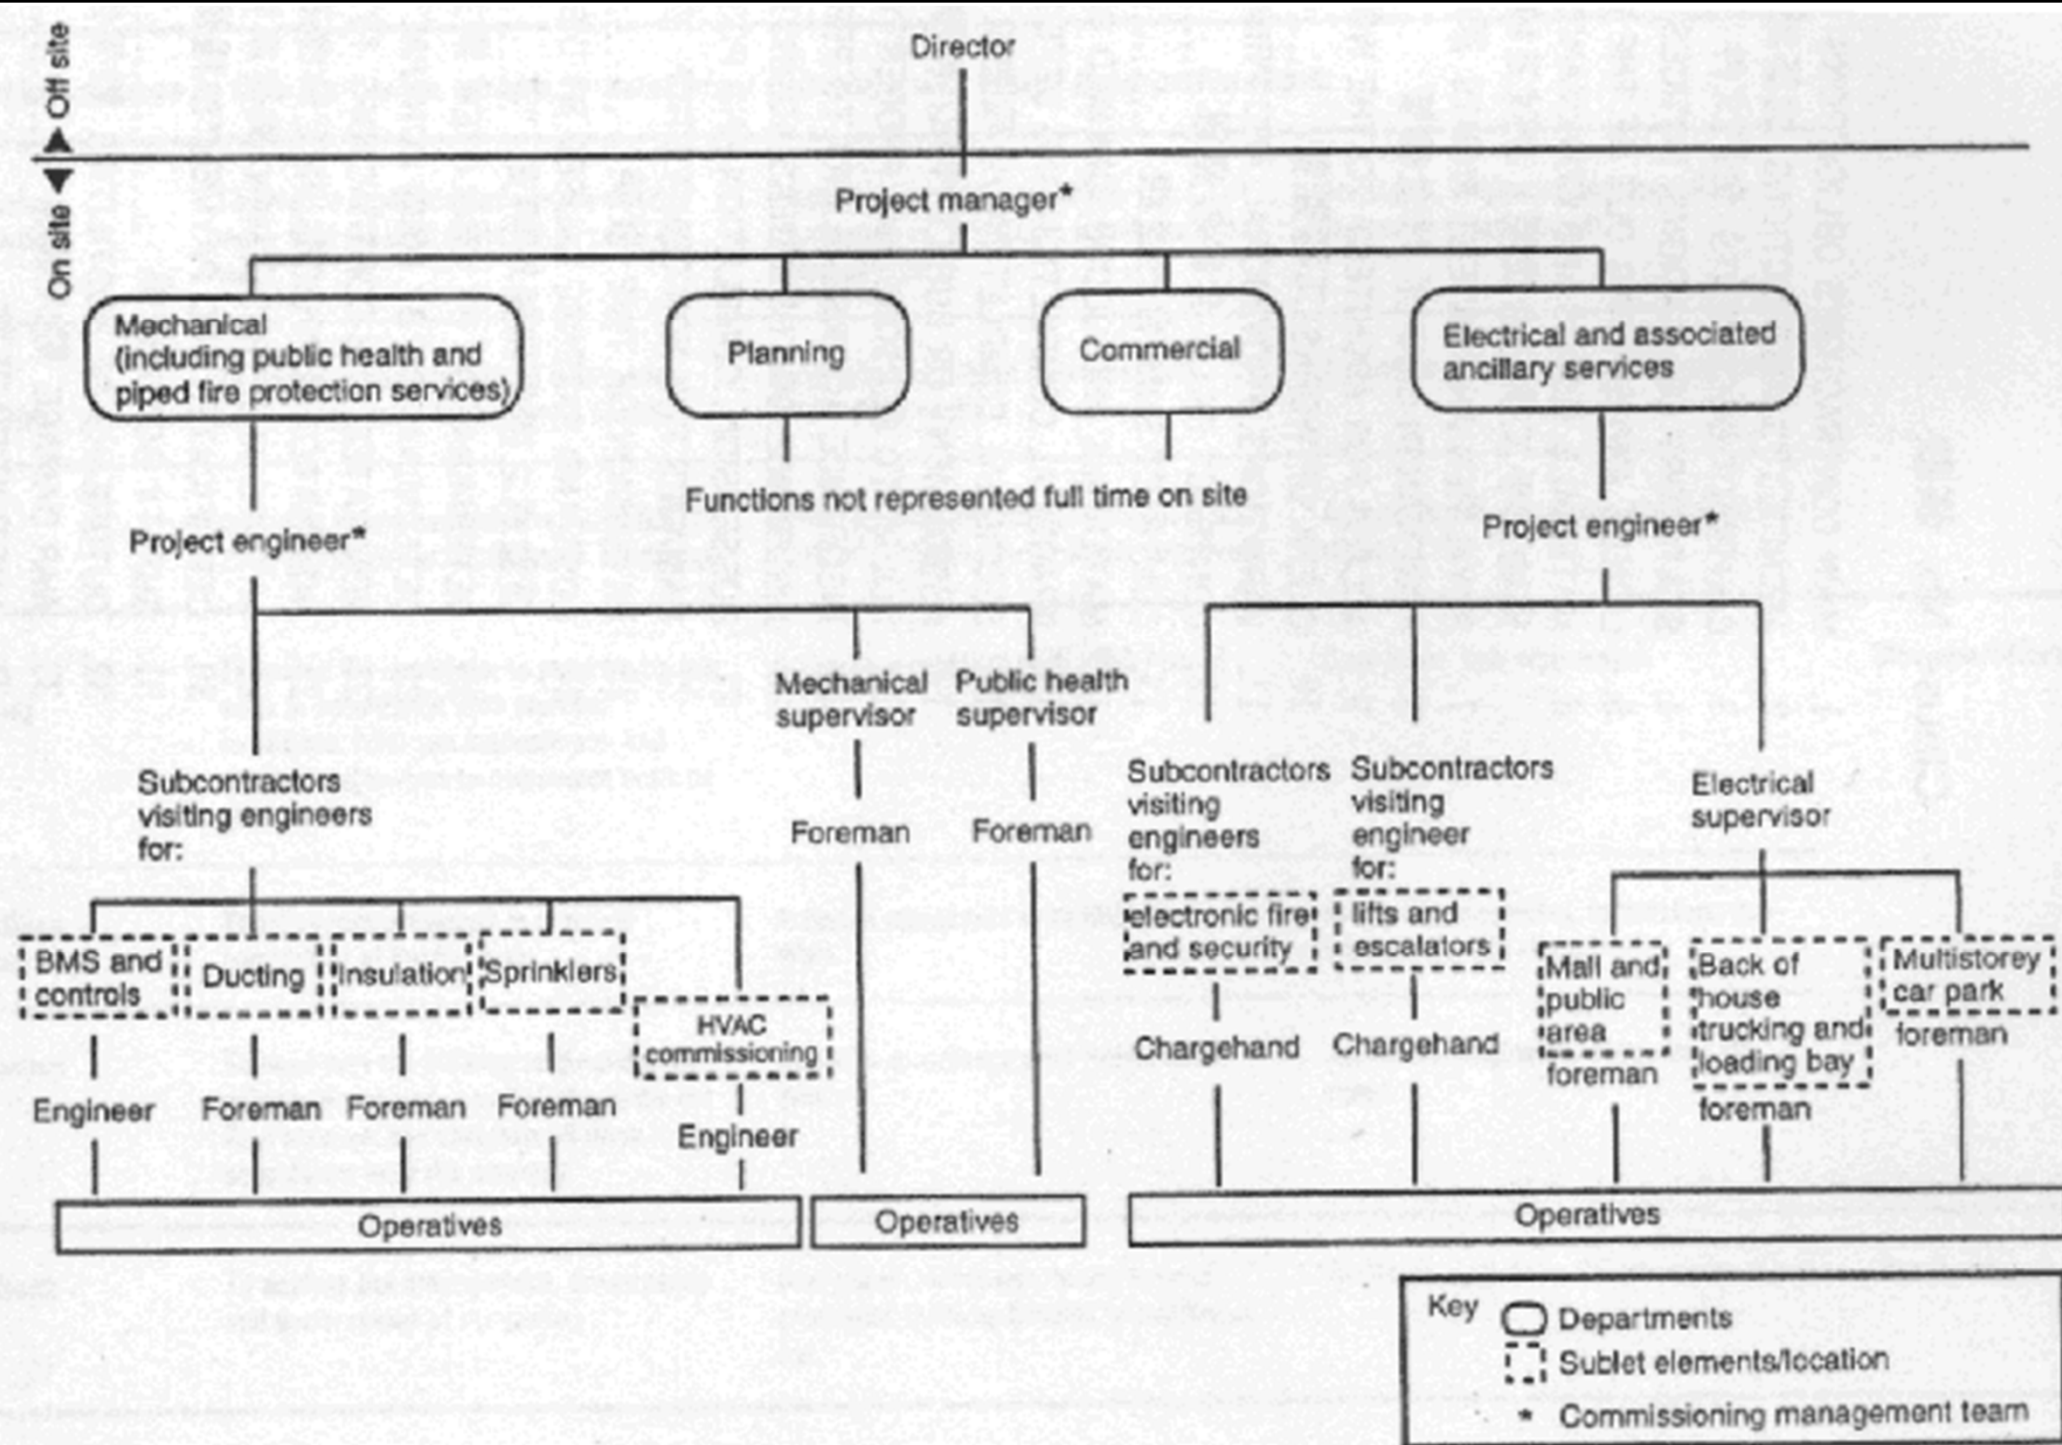 Off site
On site
Director
Project manager*
Mechanical
(including public health and
piped fire protection services)
Planning
Commercial
Electrical and associated
ancillary services
Functions not represented full time on site
Project engineer*
Project engineer*
Mechanical
supervisor
Public health
supervisor
Subcontractors
visiting engineers
for:
Foreman
Foreman
Subcontractors
visiting
engineers
for:
electronic fire
and security
Subcontractors
visiting
engineer
for:
lifts and
escalators
Electrical
supervisor
BMS and
controls
Ducting
Insulation
Sprinklers
HVAC
commissioning
Chargehand
Chargehand
Mall and
public
area
foreman
Back of
house
trucking and
loading bay
foreman
Multistorey
car park
foreman
Engineer
Foreman
Foreman
Foreman
Engineer
Operatives
Operatives
Operatives
Key
Departments
Sublet elements/location
* Commissioning management team